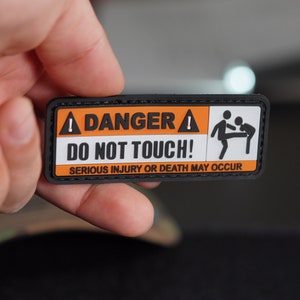 DANGER
DO NOT TOUCH!
SERIOUS INJURY OR DEATH MAY OCCUR